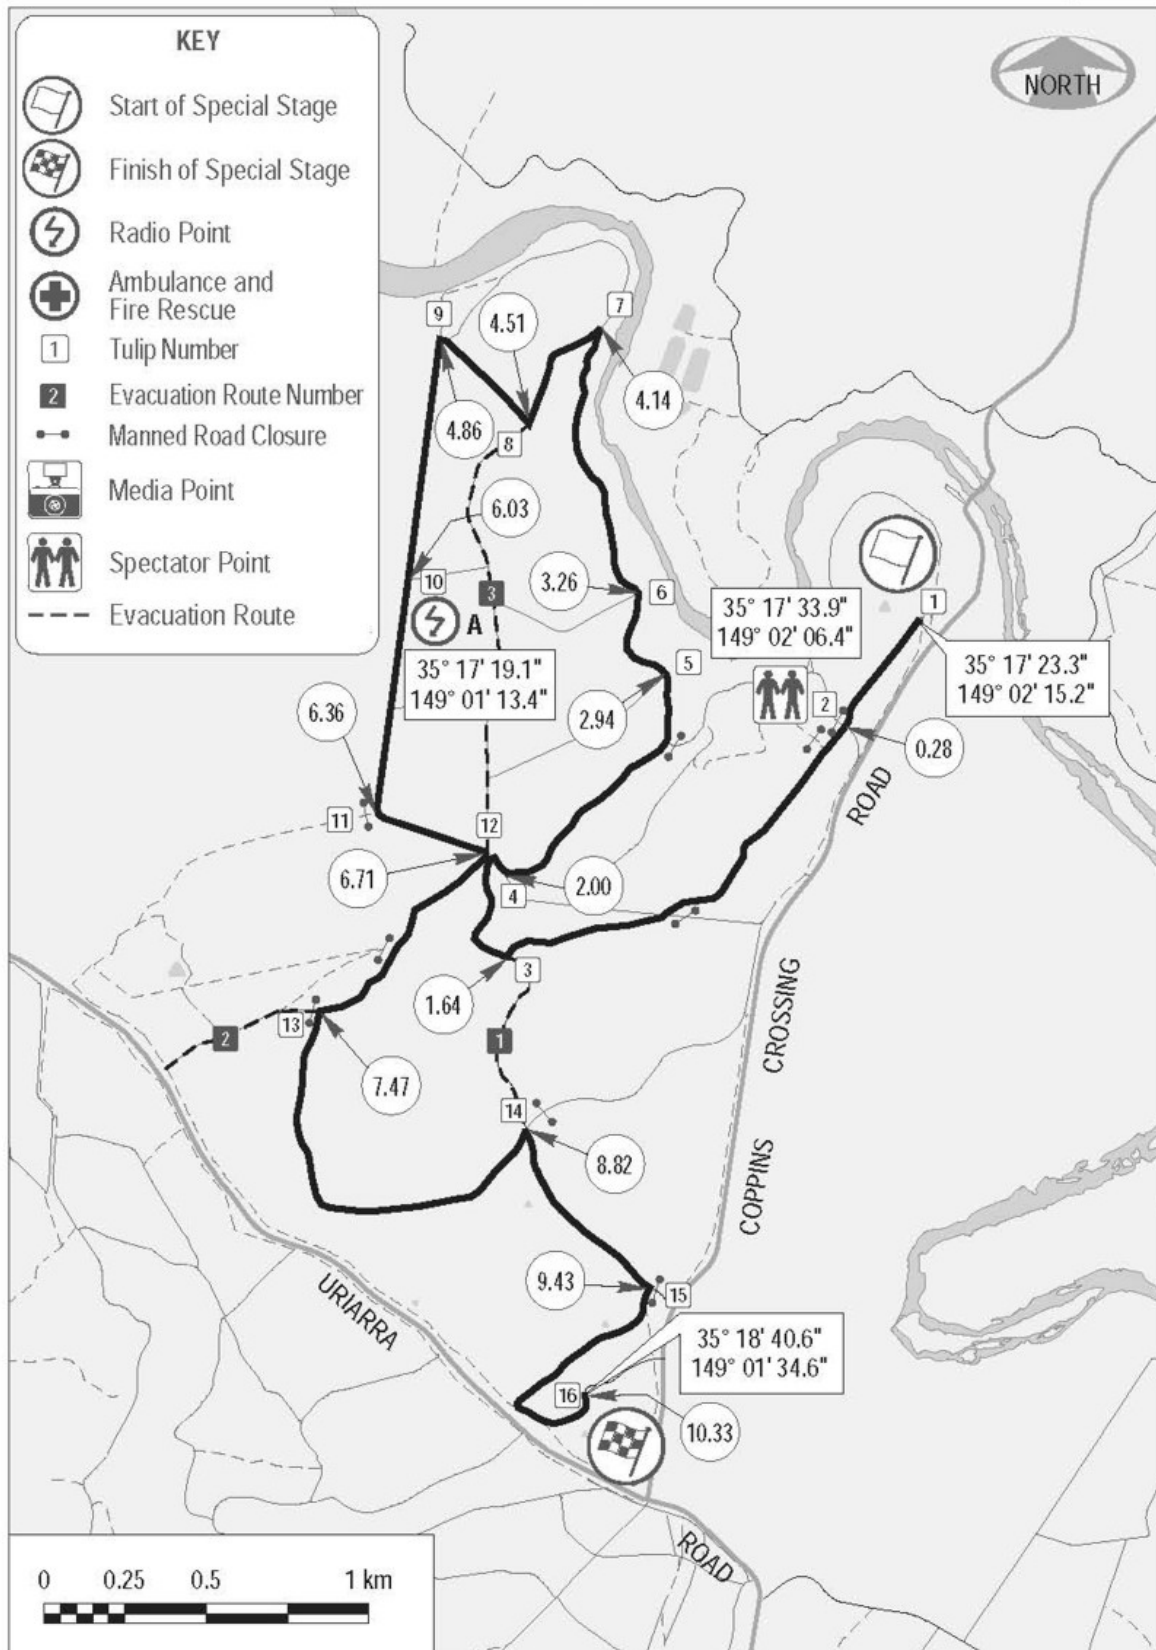 KEY
Start of Special Stage
Finish of Special Stage
Radio Point
Ambulance and
Fire Rescue
1
Tulip Number
2
Evacuation Route Number
Manned Road Closure
Media Point
Spectator Point
Evacuation Route
NORTH
9
4.51
7
4.14
4.86
8
6.03
10
3
3.26
6
A
35° 17' 19.1"
149° 01' 13.4"
35° 17' 33.9"
149° 02' 06.4"
1
35° 17' 23.3"
149° 02' 15.2"
5
2
2.94
6.36
0.28
ROAD
11
12
6.71
4
2.00
3
1.64
CROSSING
13
2
1
7.47
14
8.82
COPPINS
9.43
15
URIARRA
35° 18' 40.6"
149° 01' 34.6"
16
10.33
ROAD
0 0.25 0.5 1 km